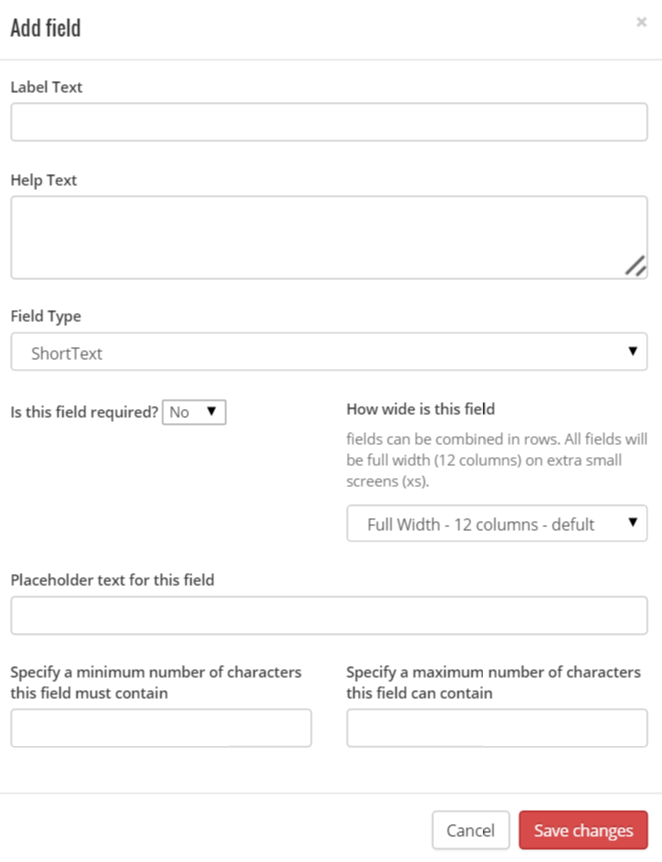 Add field
×
Label Text
Help Text
Field Type
ShortText
Is this field required? No
How wide is this field
fields can be combined in rows. All fields will
be full width (12 columns) on extra small
screens (xs).
Full Width - 12 columns - defult
Placeholder text for this field
Specify a minimum number of characters
this field must contain
Specify a maximum number of characters
this field can contain
Cancel
Save changes